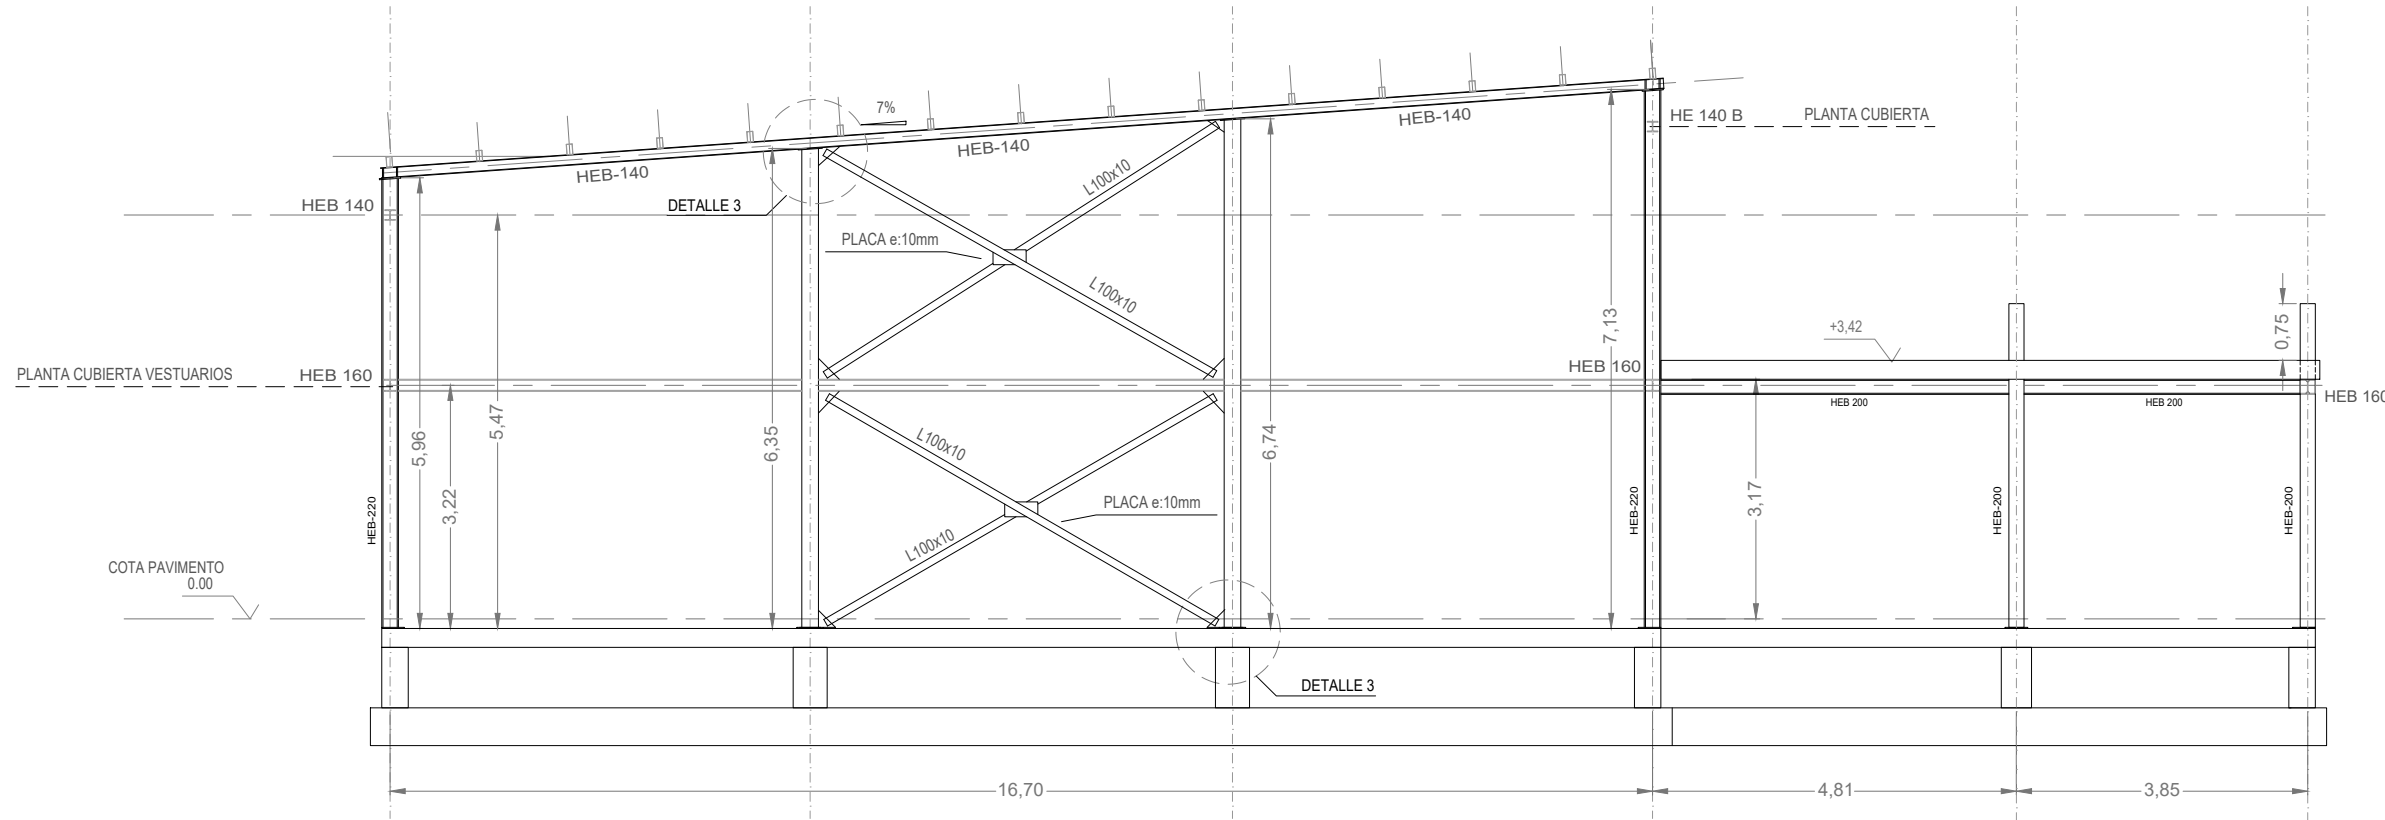 7%
HE 140 B
PLANTA CUBIERTA
HEB-140
HEB-140
HEB-140
L100x10
HEB 140
DETALLE 3
PLACA e:10mm
L100x10
+3,42
0,75
7,13
PLANTA CUBIERTA VESTUARIOS
HEB 160
HEB 160
HEB 160
HEB 200
HEB 200
5,96
5,47
3,22
6,35
6,74
L100x10
3,17
HEB-220
HEB-220
HEB-200
HEB-200
PLACA e:10mm
L100x10
COTA PAVIMENTO
0.00
DETALLE 3
16,70
4,81
3,85